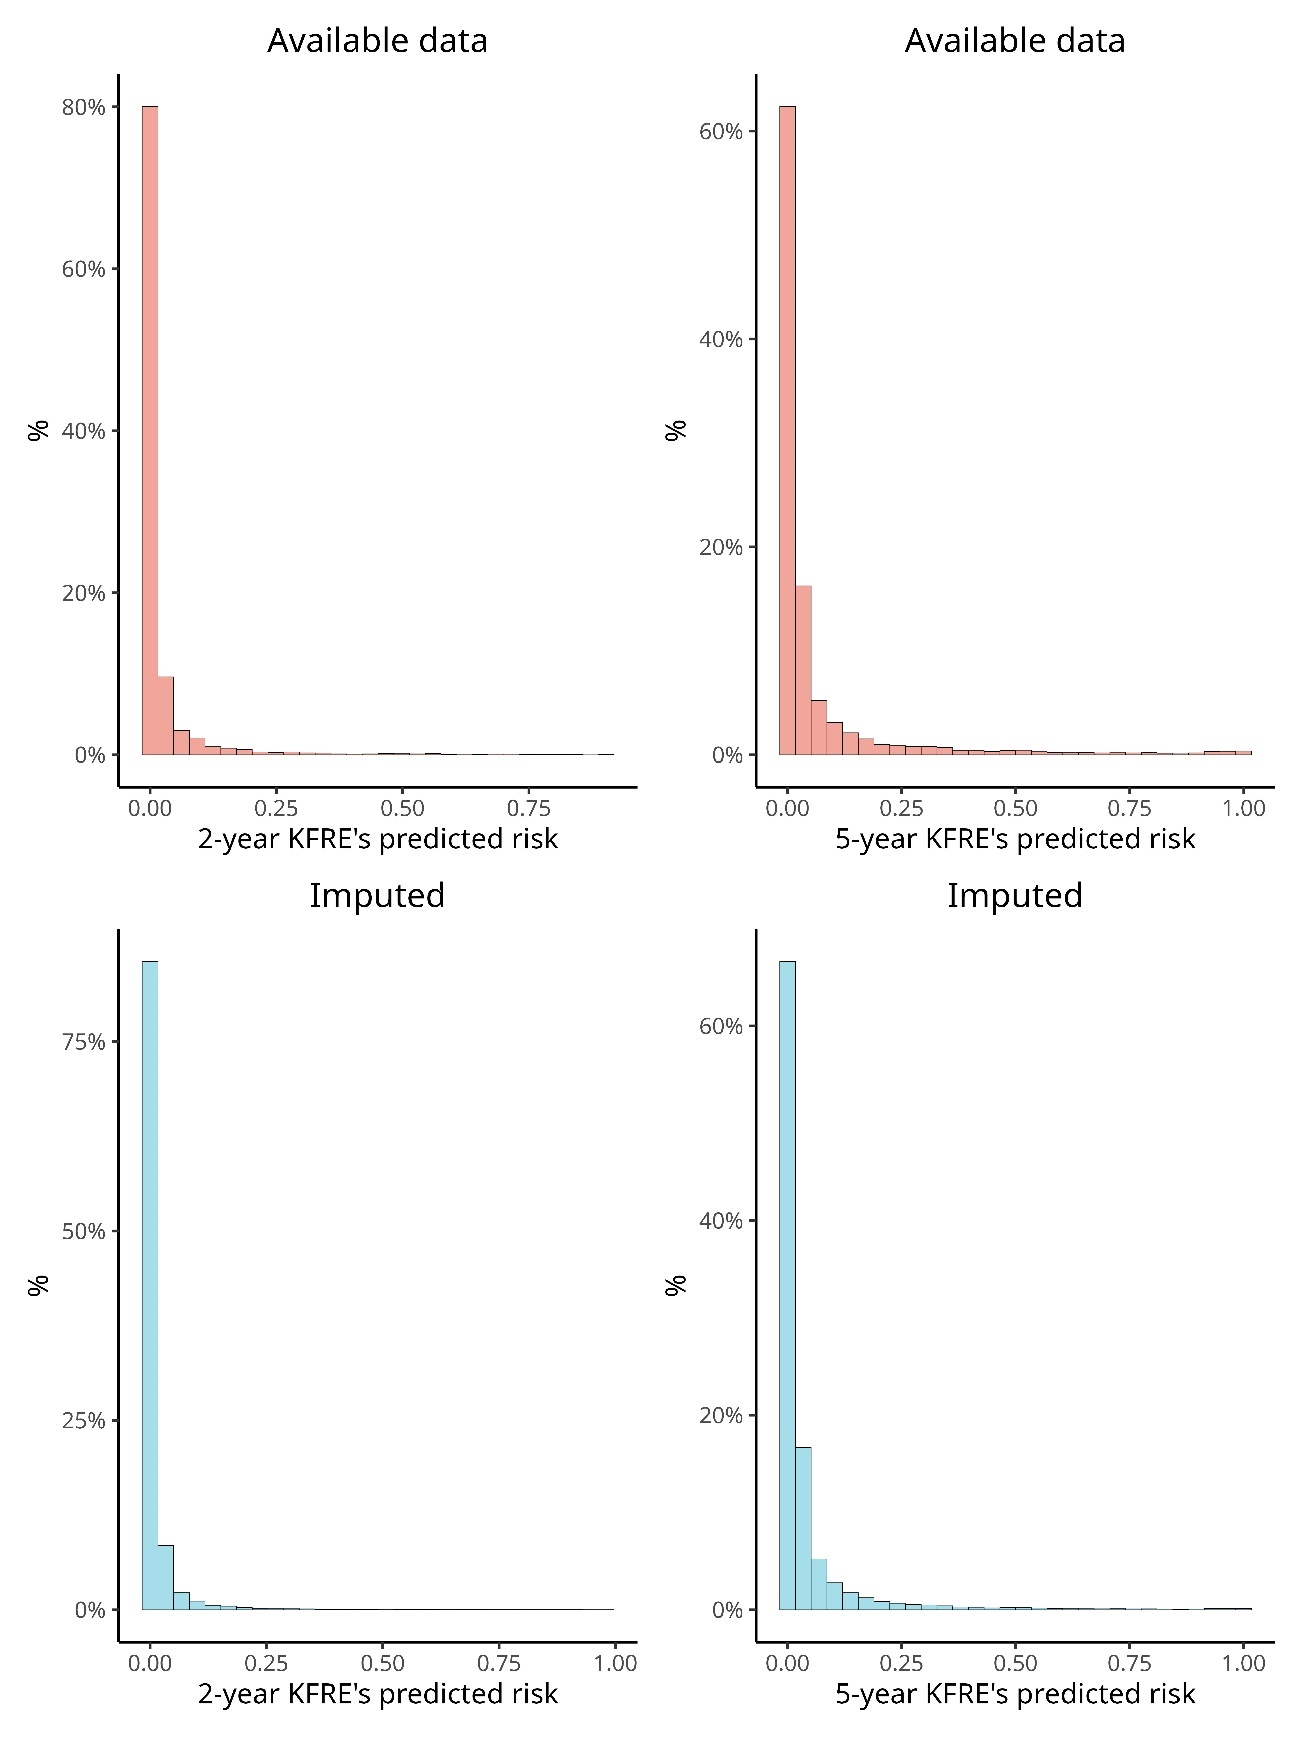 Available data
80%
60%
40%
20%
0%
%
0.00 0.25 0.50 0.75
2-year KFRE's predicted risk
Available data
60%
40%
20%
0%
%
0.00 0.25 0.50 0.75 1.00
5-year KFRE's predicted risk
Imputed
75%
50%
25%
0%
%
0.00 0.25 0.50 0.75 1.00
2-year KFRE's predicted risk
Imputed
60%
40%
20%
0%
%
0.00 0.25 0.50 0.75 1.00
5-year KFRE's predicted risk